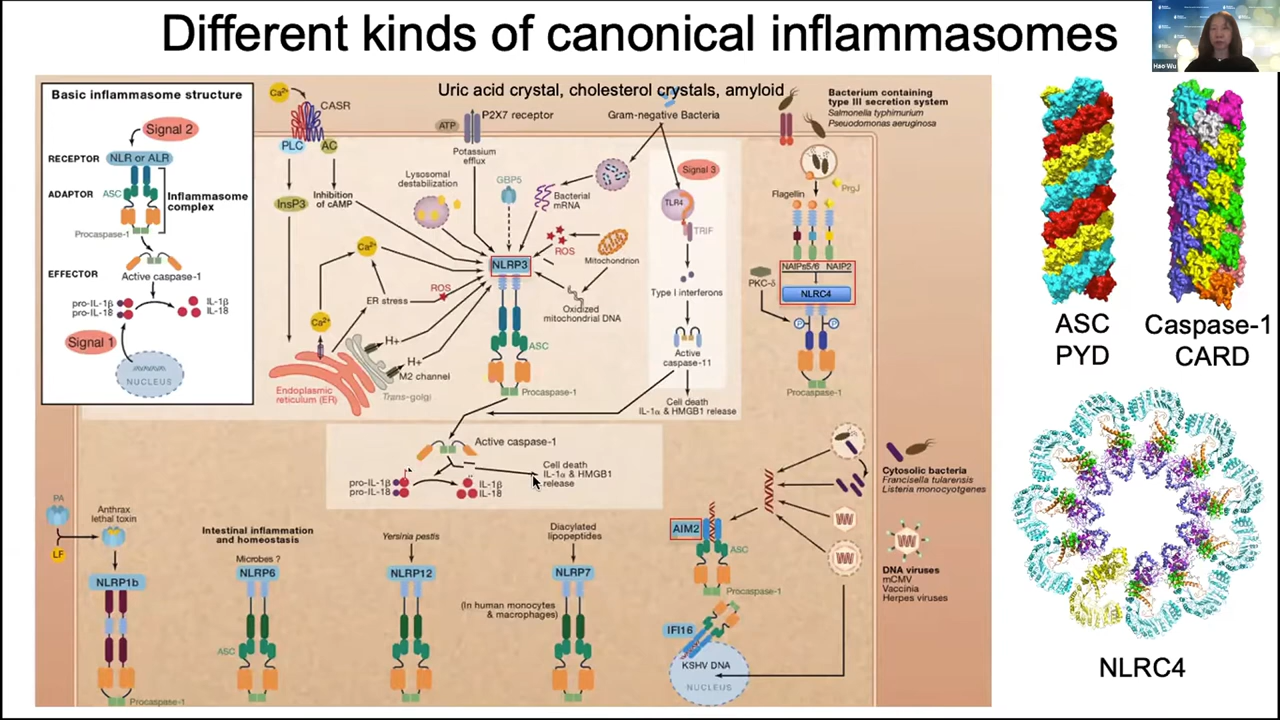 Different kinds of canonical inflammasomes
Hao Wu
Basic inflammasome structure
Signal 2
RECEPTOR
NLR or ALR
ADAPTOR
ASC
Inflammasome
complex
Procaspase-1
EFFECTOR
Active caspase-1
pro-IL-1β
pro-IL-18
IL-1β
IL-18
Signal 1
NUCLEUS
Uric acid crystal, cholesterol crystals, amyloid
Ca²⁺
CASR
PLC
AC
InsP3
Inhibition
of cAMP
ATP
P2X7 receptor
Potassium
efflux
Gram-negative Bacteria
Lysosomal
destabilization
GBP5
Bacterial
mRNA
Signal 3
TLR4
TRIF
Type I interferons
Active
caspase-11
Cell death
IL-1α & HMGB1 release
Ca²⁺
ER stress
ROS
NLRP3
ROS
Mitochondrion
Oxidized
mitochondrial DNA
Ca²⁺
H+
H+
M2 channel
Trans-golgi
Endoplasmic
reticulum (ER)
ASC
Procaspase-1
Bacterium containing
type III secretion system
Salmonella typhimurium
Pseudomonas aeruginosa
Flagellin
PrgJ
NAIPs5/6
NAIP2
PKC-δ
NLRC4
P
P
Procaspase-1
Active caspase-1
pro-IL-1β
pro-IL-18
IL-1β
IL-18
Cell death
IL-1α & HMGB1
release
PA
LF
Anthrax
lethal toxin
NLRP1b
Procaspase-1
Intestinal inflammation
and homeostasis
Microbes ?
NLRP6
ASC
Yersinia pestis
NLRP12
Diacylated
lipopeptides
NLRP7
(In human monocytes
& macrophages)
AIM2
ASC
Procaspase-1
IFI16
KSHV DNA
NUCLEUS
Cytosolic bacteria
Francisella tularensis
Listeria monocyotgenes
DNA viruses
mCMV
Vaccinia
Herpes viruses
ASC
PYD
Caspase-1
CARD
NLRC4